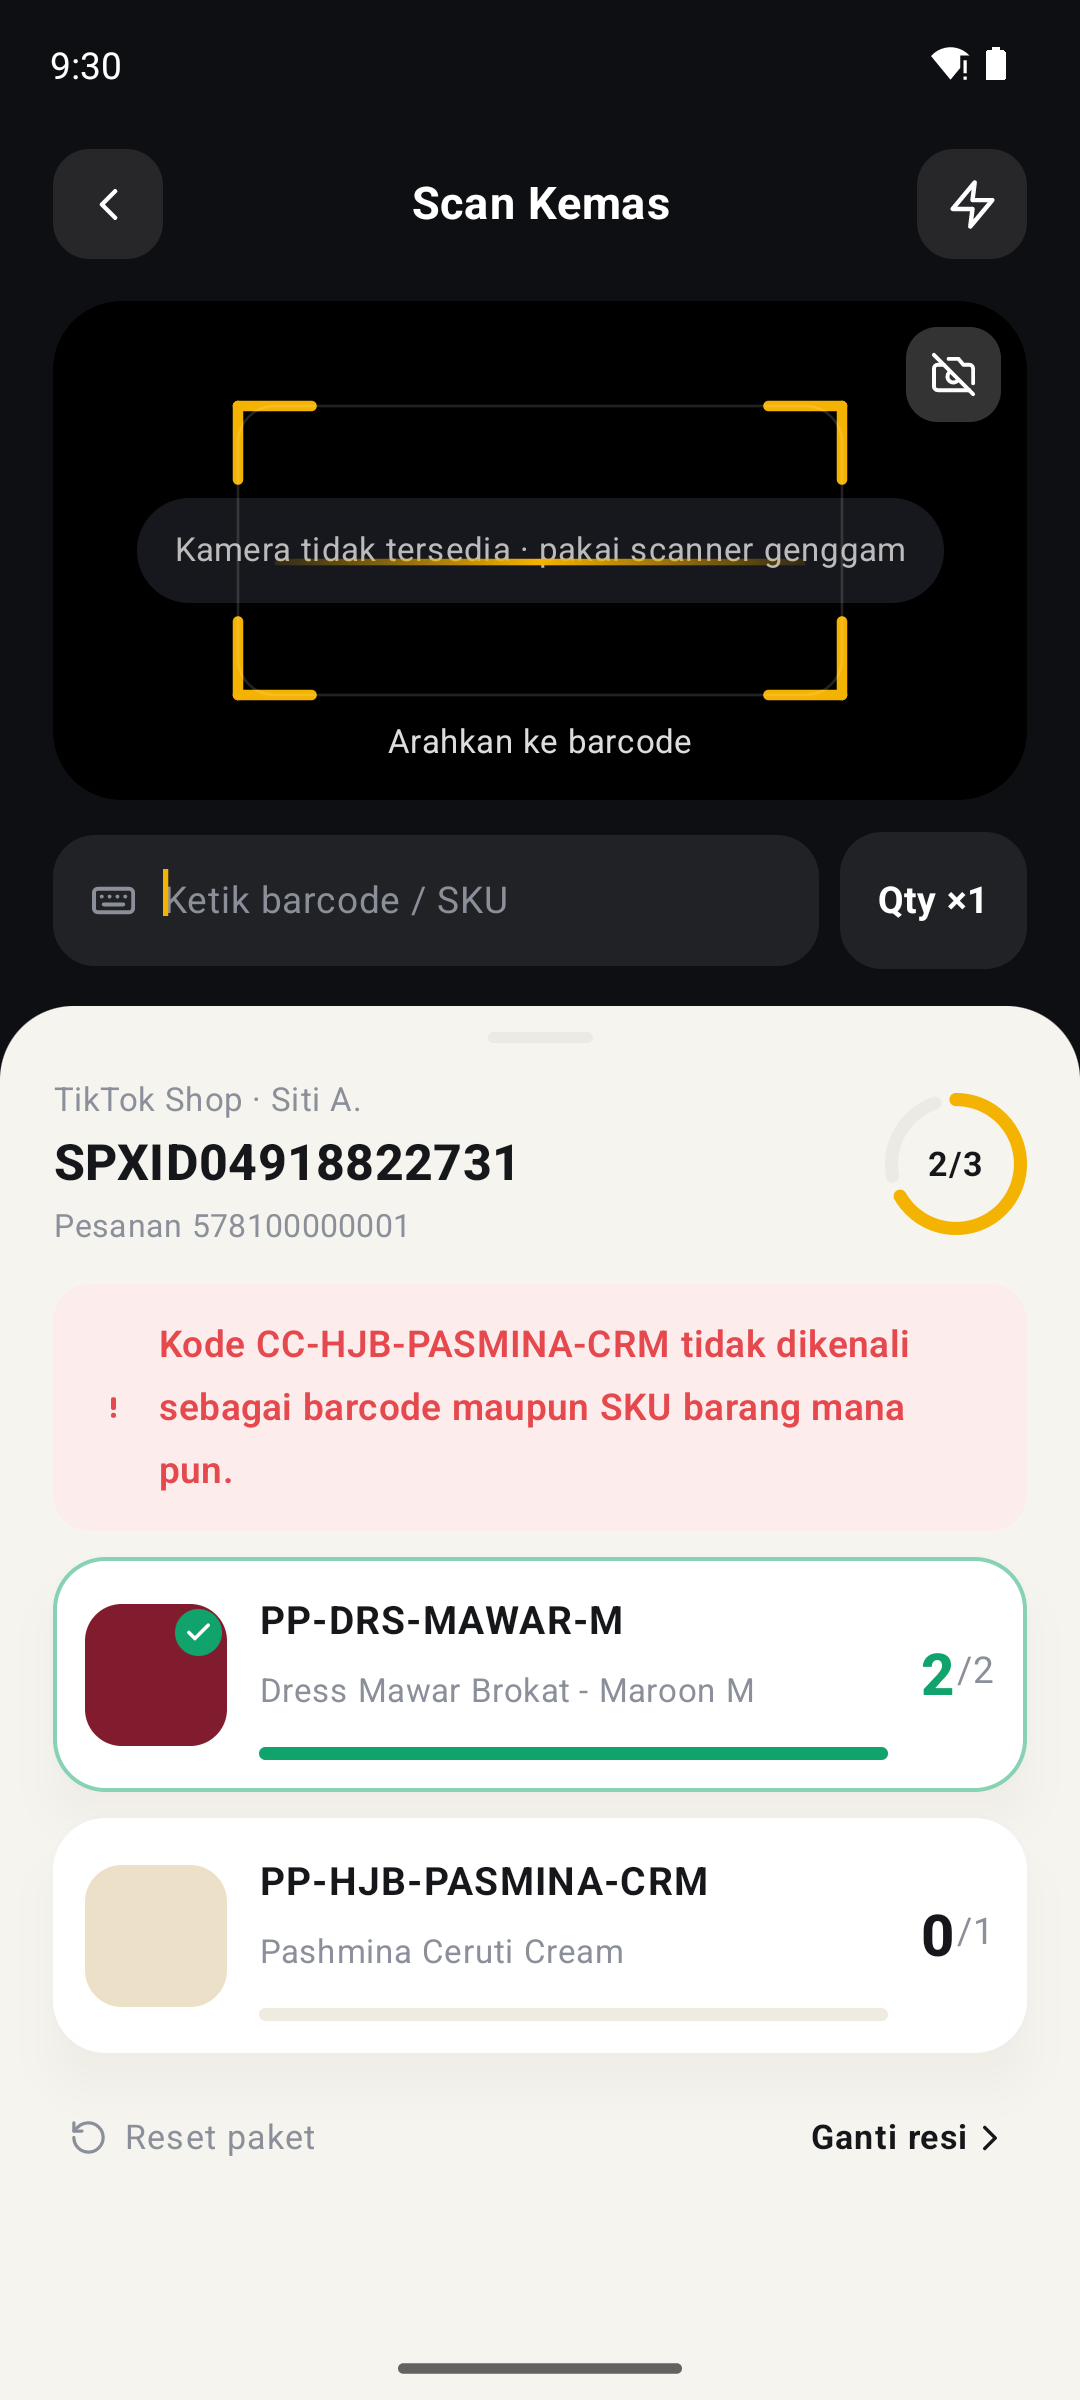 9:30
Scan Kemas
Kamera tidak tersedia · pakai scanner genggam
Arahkan ke barcode
Ketik barcode / SKU
Qty ×1
TikTok Shop · Siti A.
SPXID04918822731
Pesanan 578100000001
2/3
Kode CC-HJB-PASMINA-CRM tidak dikenali
sebagai barcode maupun SKU barang mana
pun.
PP-DRS-MAWAR-M
Dress Mawar Brokat - Maroon M
2/2
PP-HJB-PASMINA-CRM
Pashmina Ceruti Cream
0/1
Reset paket
Ganti resi